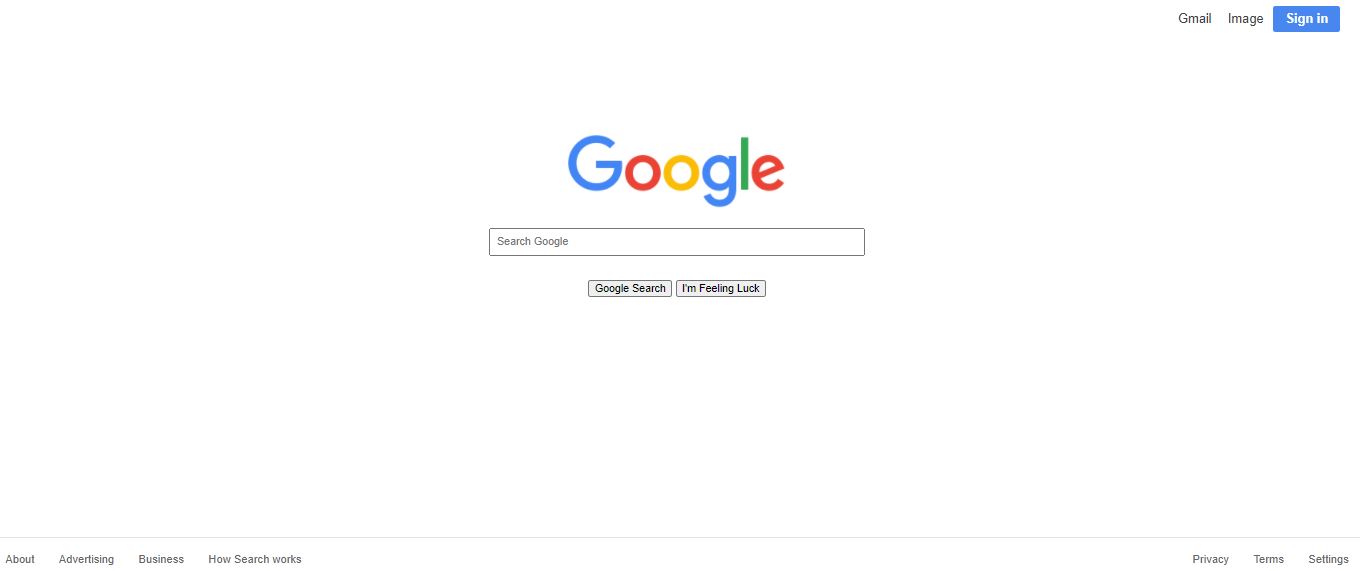 Gmail Image Sign in
Google
Search Google
Google Search I'm Feeling Luck
About Advertising Business How Search works Privacy Terms Settings